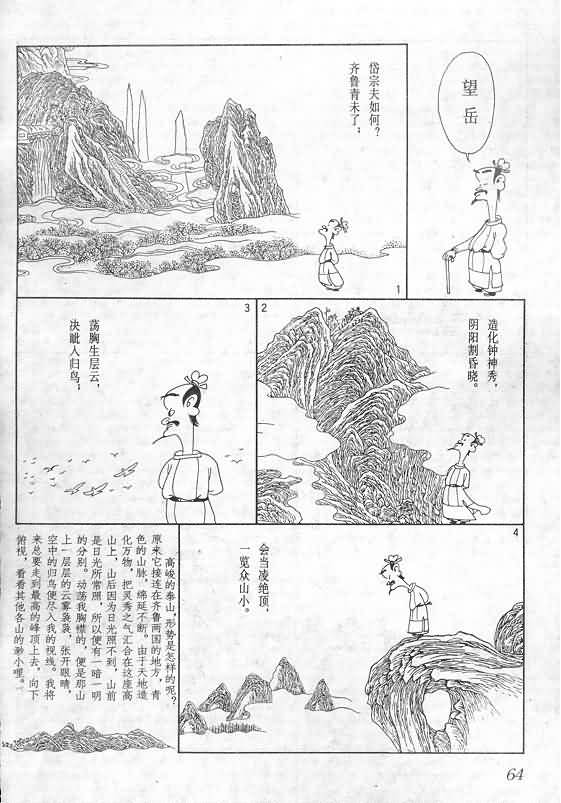 望岳
岱宗夫如何？
齐鲁青未了；
1
2
造化钟神秀，
阴阳割昏晓。
3
荡胸生层云，
决眦人归鸟；
4
会当凌绝顶，
一览众山小。
高峻的泰山，形势是怎样的呢？
原来它接连在齐鲁两国的地方，青
色的山脉，绵延不断。由于天地造
化万物，把灵秀之气汇合在这座高
山上，山后因为日光照不到，山前
是日光所常照，所以便有一暗一明
的分别。动荡我胸襟的，便是那山
上一层层的云雾袅袅，张开眼睛，
空中的归鸟便尽入我的视线。我将
来总要走到最高的峰顶上去，向下
俯视，看看其他各山的渺小哩。
64